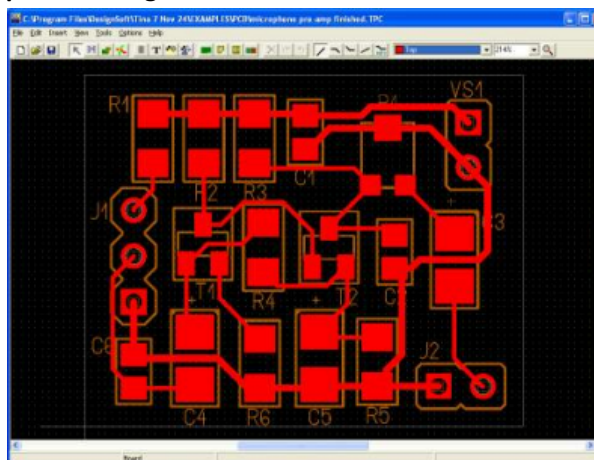 C:\Program Files\DesignSoft\Tina 7 Nov 24\EXAMPLES\PCB\microphone pre amp finished.TPC
File Edit Insert View Tools Options Help
Top
214%
R1
VS1
C1
J1
R2
R3
C3
T1
R4
T2
C2
C6
J2
C4
R6
C5
R5
Board